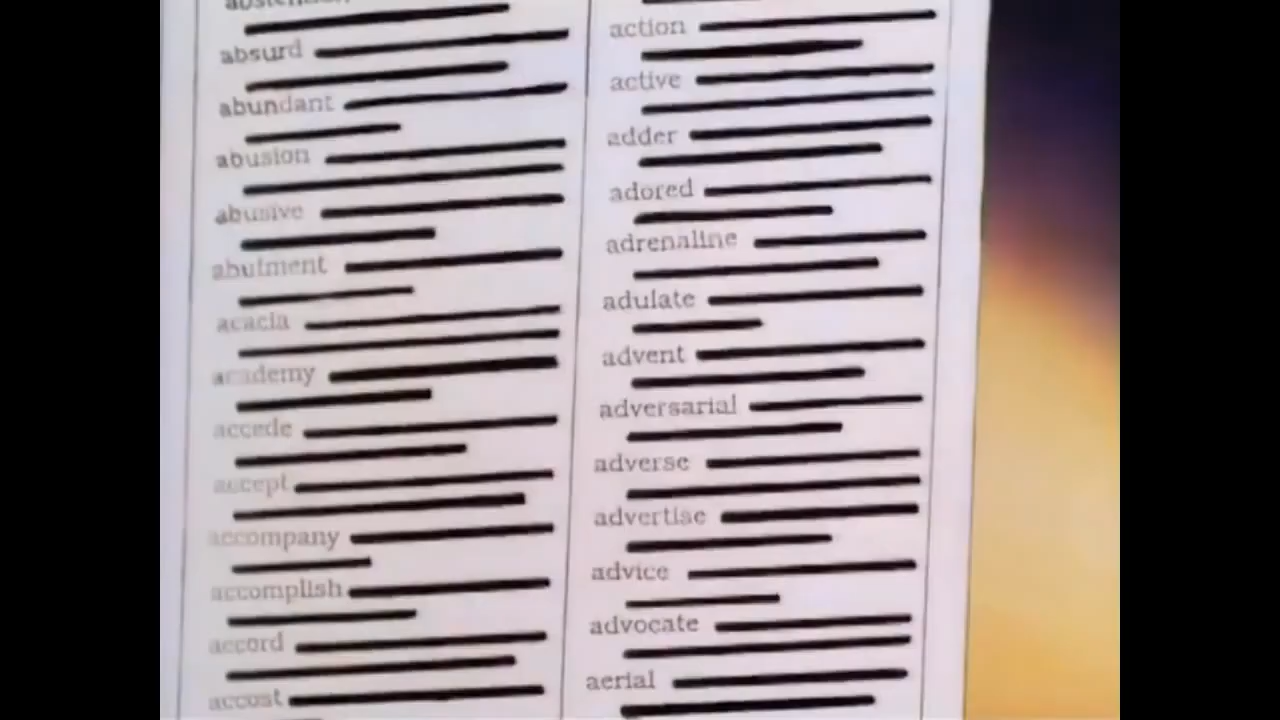 abstention
absurd
abundant
abusion
abusive
abutment
acacia
academy
accede
accept
accompany
accomplish
accord
accost
action
active
adder
adored
adrenaline
adulate
advent
adversarial
adverse
advertise
advice
advocate
aerial